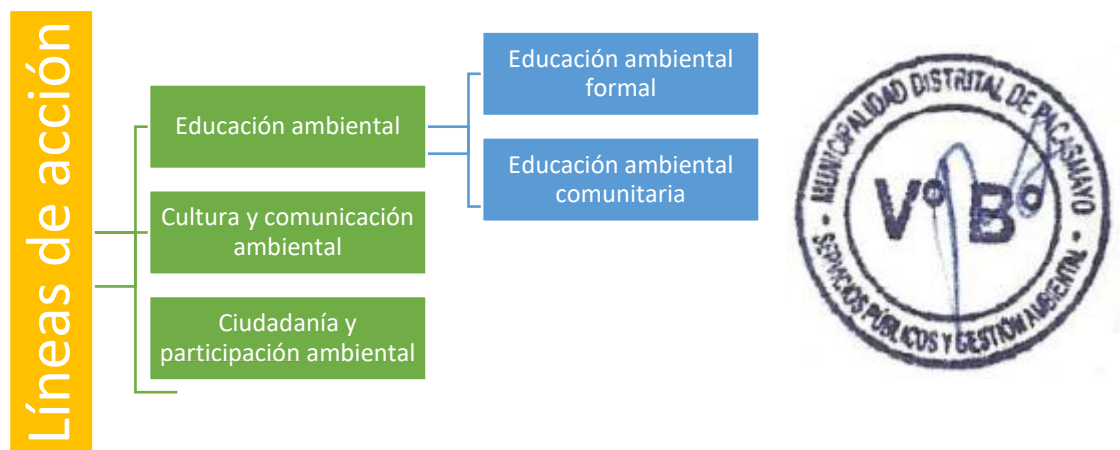 Líneas de acción
Educación ambiental
Cultura y comunicación
ambiental
Ciudadanía y
participación ambiental
Educación ambiental
formal
Educación ambiental
comunitaria
MUNICIPALIDAD DISTRITAL DE PACASMAYO
V° B°
SERVICIOS PÚBLICOS Y GESTIÓN AMBIENTAL